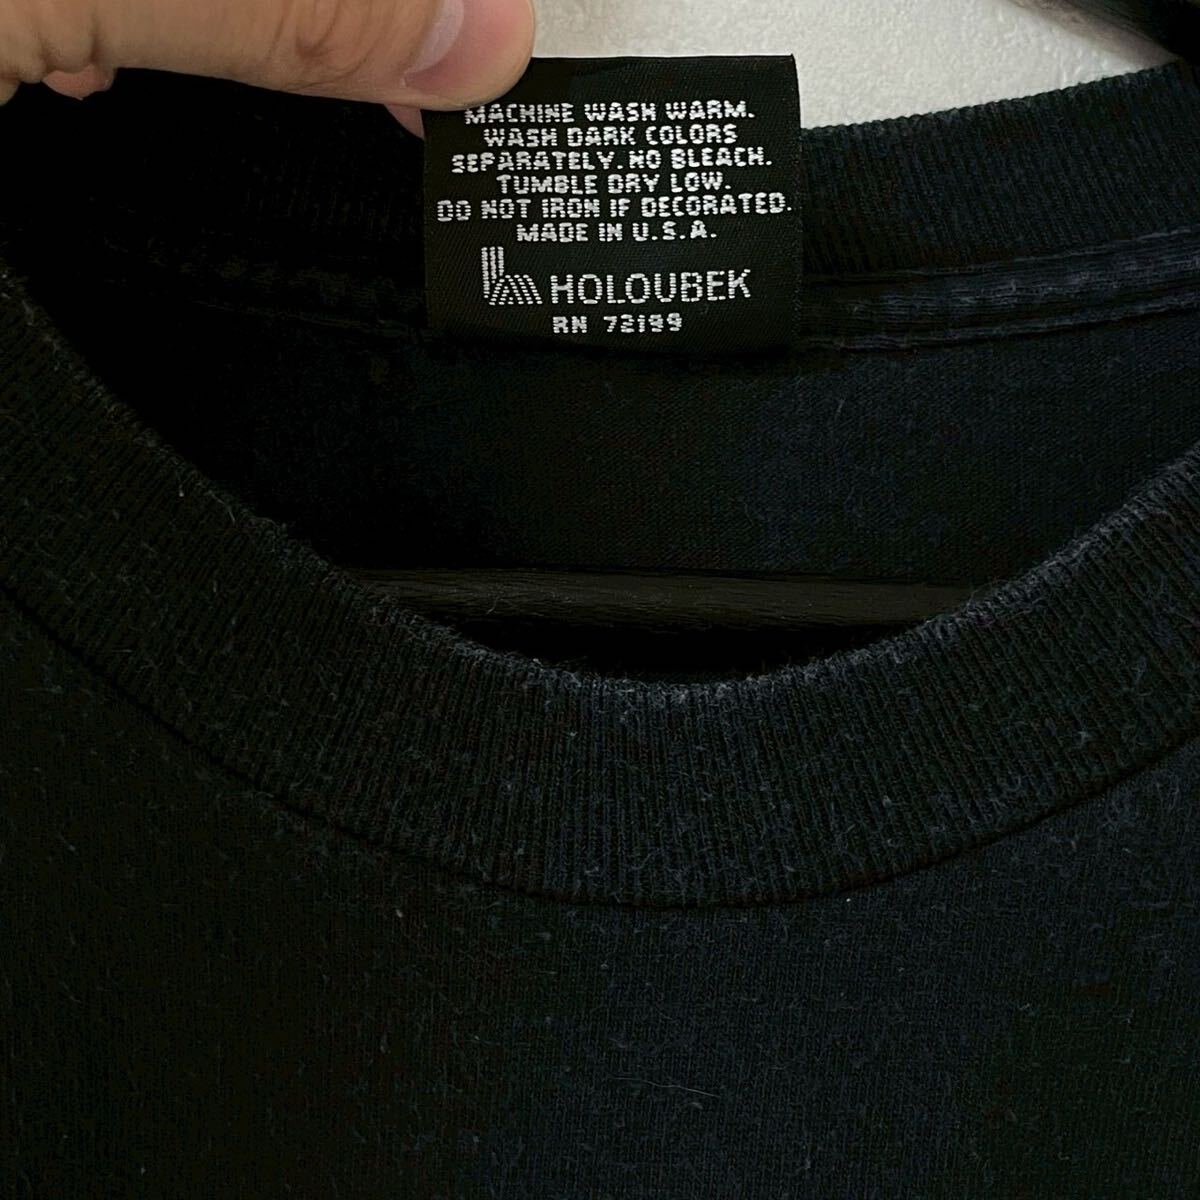 MACHINE WASH WARM.
WASH DARK COLORS
SEPARATELY. NO BLEACH.
TUMBLE DRY LOW.
DO NOT IRON IF DECORATED.
MADE IN U.S.A.
HOLOUBEK
RN 72199